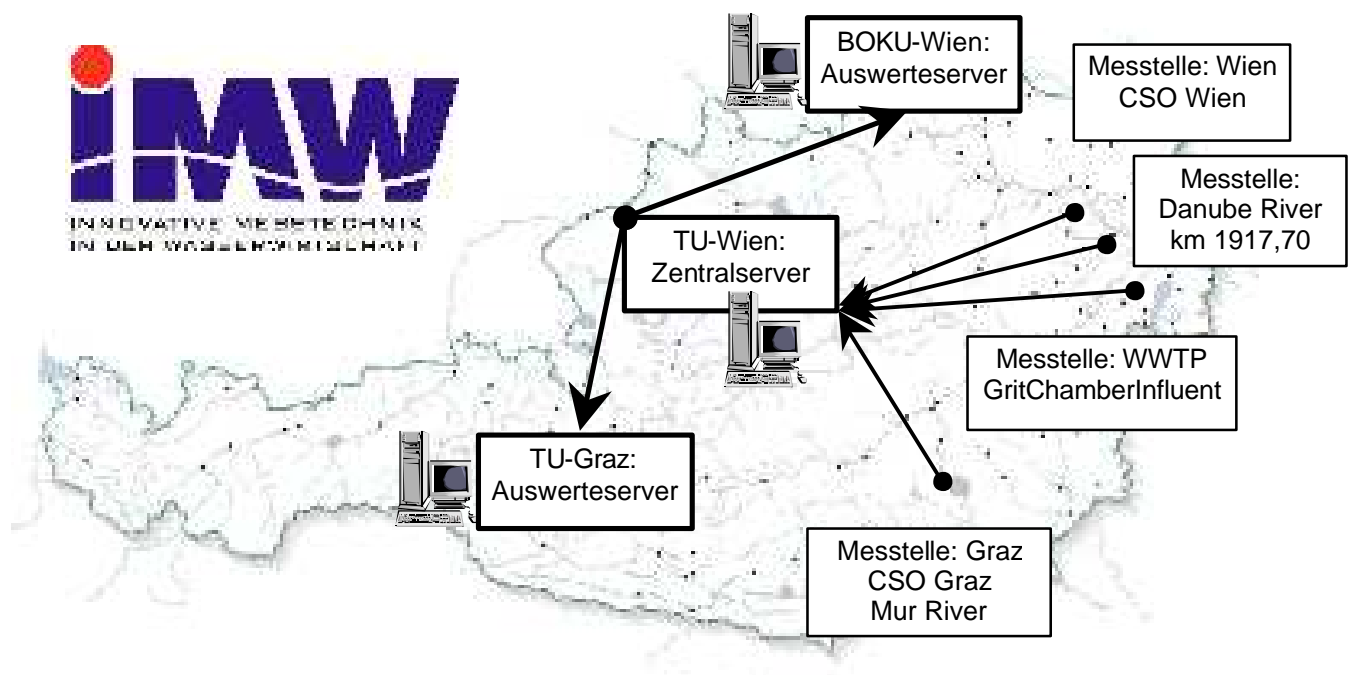 iMW
INNOVATIVE MESSTECHNIK
IN DER WASSERWIRTSCHAFT
BOKU-Wien:
Auswerteserver
Messtelle: Wien
CSO Wien
Messtelle:
Danube River
km 1917,70
TU-Wien:
Zentralserver
Messtelle: WWTP
GritChamberInfluent
TU-Graz:
Auswerteserver
Messtelle: Graz
CSO Graz
Mur River